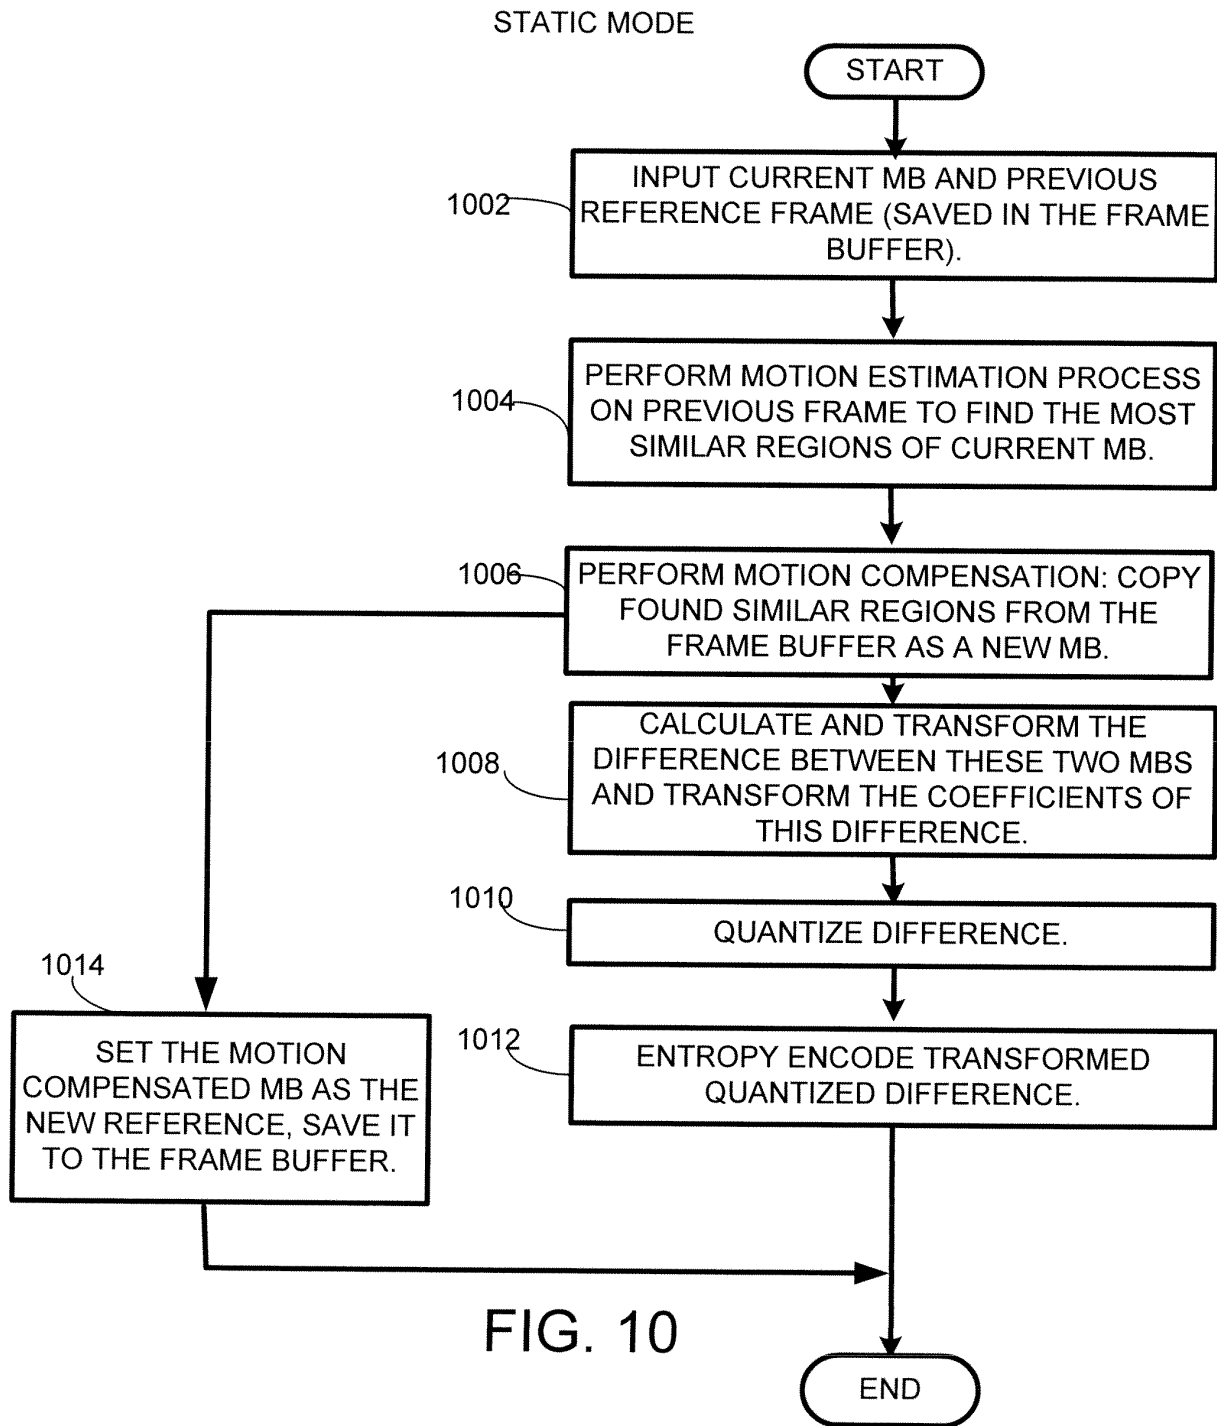 STATIC MODE
START
1002
INPUT CURRENT MB AND PREVIOUS
REFERENCE FRAME (SAVED IN THE FRAME
BUFFER).
1004
PERFORM MOTION ESTIMATION PROCESS
ON PREVIOUS FRAME TO FIND THE MOST
SIMILAR REGIONS OF CURRENT MB.
1006
PERFORM MOTION COMPENSATION: COPY
FOUND SIMILAR REGIONS FROM THE
FRAME BUFFER AS A NEW MB.
1008
CALCULATE AND TRANSFORM THE
DIFFERENCE BETWEEN THESE TWO MBS
AND TRANSFORM THE COEFFICIENTS OF
THIS DIFFERENCE.
1010
QUANTIZE DIFFERENCE.
1014
SET THE MOTION
COMPENSATED MB AS THE
NEW REFERENCE, SAVE IT
TO THE FRAME BUFFER.
1012
ENTROPY ENCODE TRANSFORMED
QUANTIZED DIFFERENCE.
FIG. 10
END